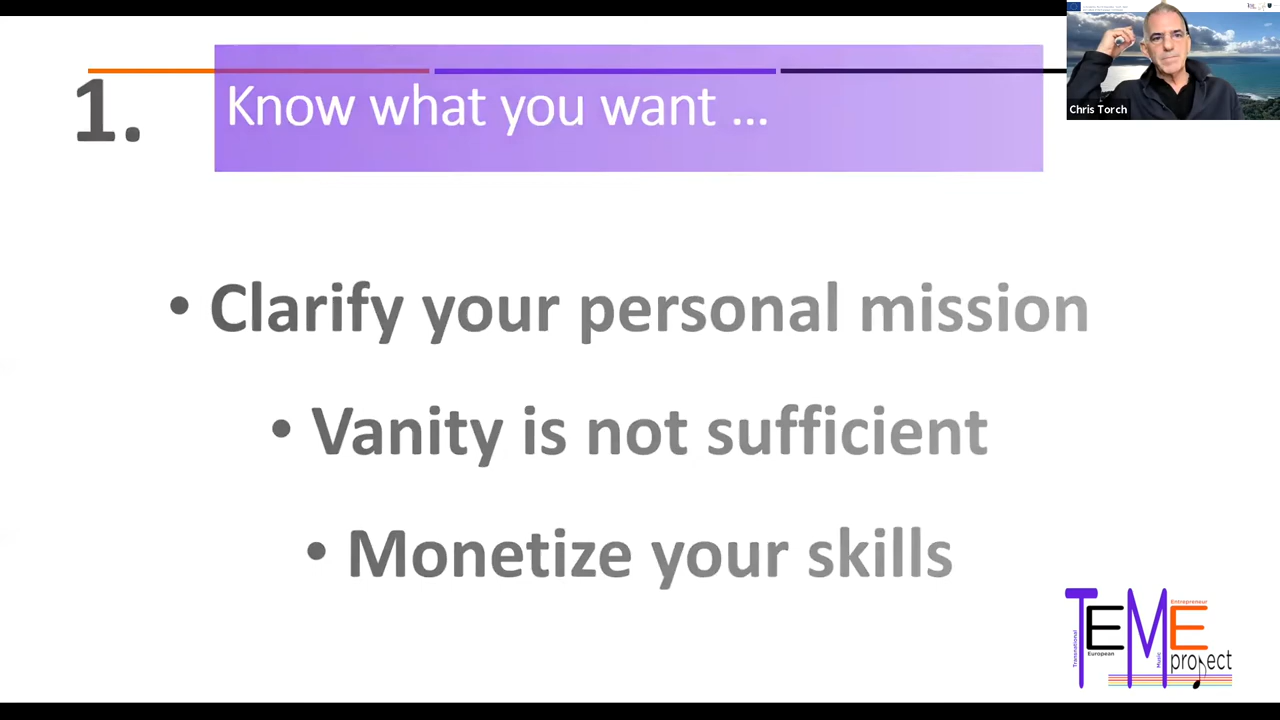 1.
Know what you want ...
Chris Torch
• Clarify your personal mission
• Vanity is not sufficient
• Monetize your skills
TEME
Transnational
European
Music
Entrepreneur
project